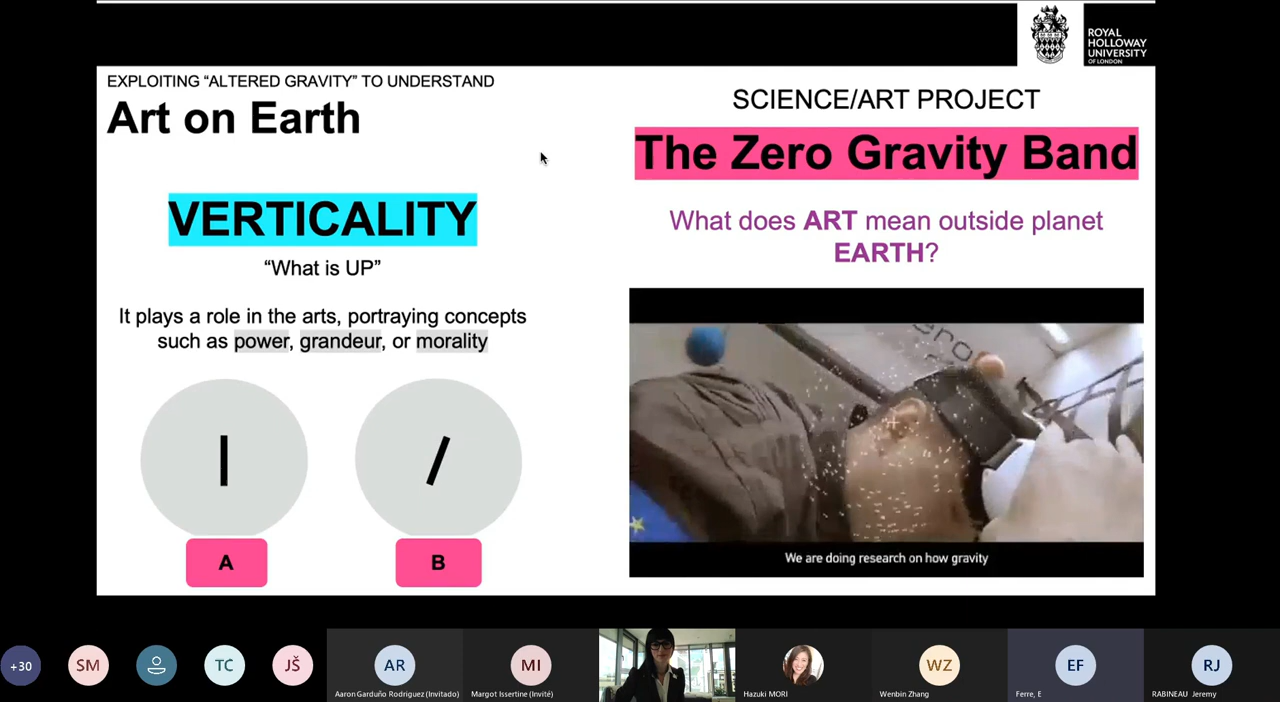 ROYAL
HOLLOWAY
UNIVERSITY
OF LONDON
EXPLOITING “ALTERED GRAVITY” TO UNDERSTAND
Art on Earth
VERTICALITY
“What is UP”
It plays a role in the arts, portraying concepts
such as power, grandeur, or morality
A
B
SCIENCE/ART PROJECT
The Zero Gravity Band
What does ART mean outside planet
EARTH?
zero
We are doing research on how gravity
+30
SM
TC
JŠ
AR
Aaron Garduño Rodriguez (Invitado)
MI
Margot Issertine (Invité)
Hazuki MORI
WZ
Wenbin Zhang
EF
Ferre, E
RJ
RABINEAU Jeremy